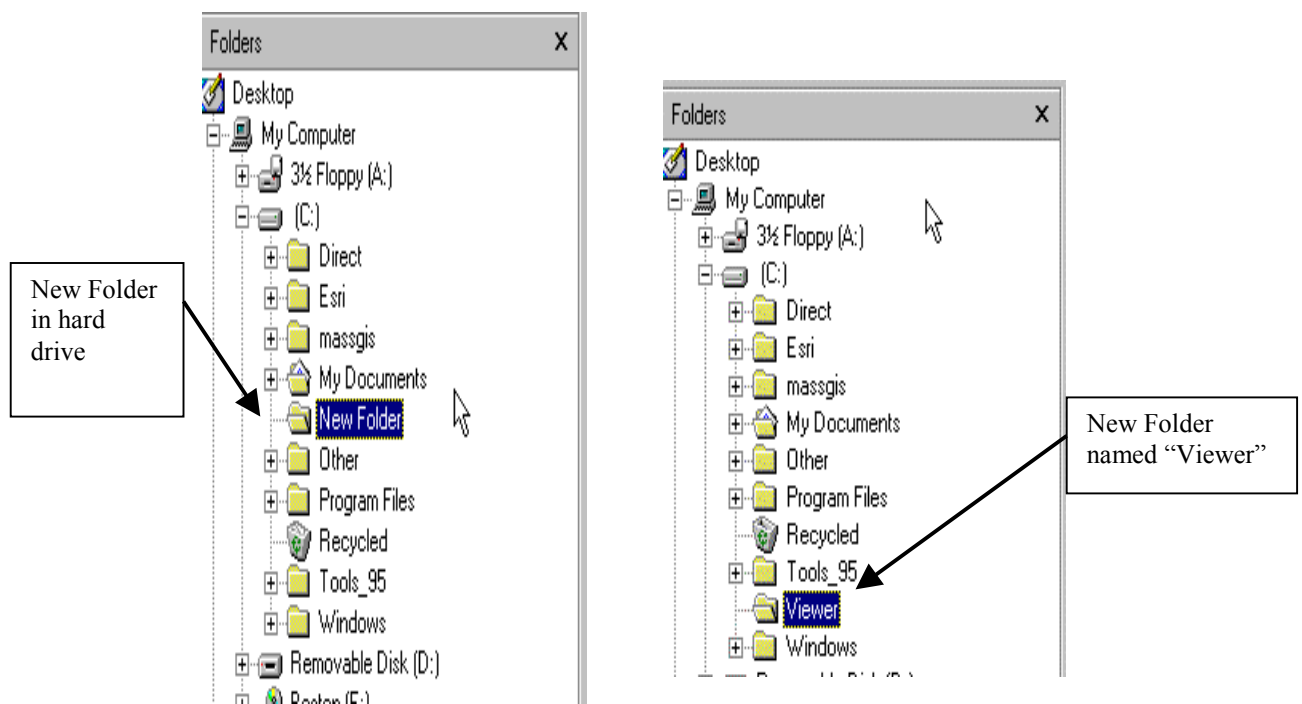 Folders x
Desktop
My Computer
3½ Floppy (A:)
(C:)
Direct
Esri
massgis
My Documents
New Folder
Other
Program Files
Recycled
Tools_95
Windows
Removable Disk (D:)
New Folder
in hard
drive
Folders x
Desktop
My Computer
3½ Floppy (A:)
(C:)
Direct
Esri
massgis
My Documents
Other
Program Files
Recycled
Tools_95
Viewer
Windows
New Folder
named “Viewer”